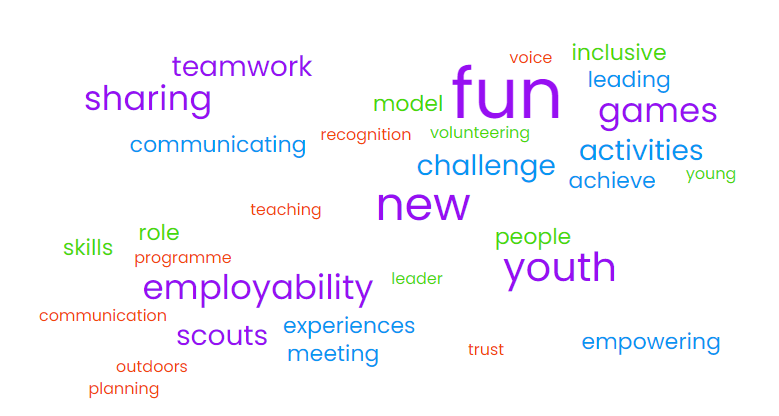 voice
inclusive
teamwork
leading
sharing
model
fun
games
recognition
volunteering
communicating
activities
challenge
achieve
young
new
teaching
role
people
skills
programme
youth
employability
leader
communication
experiences
scouts
empowering
meeting
trust
outdoors
planning